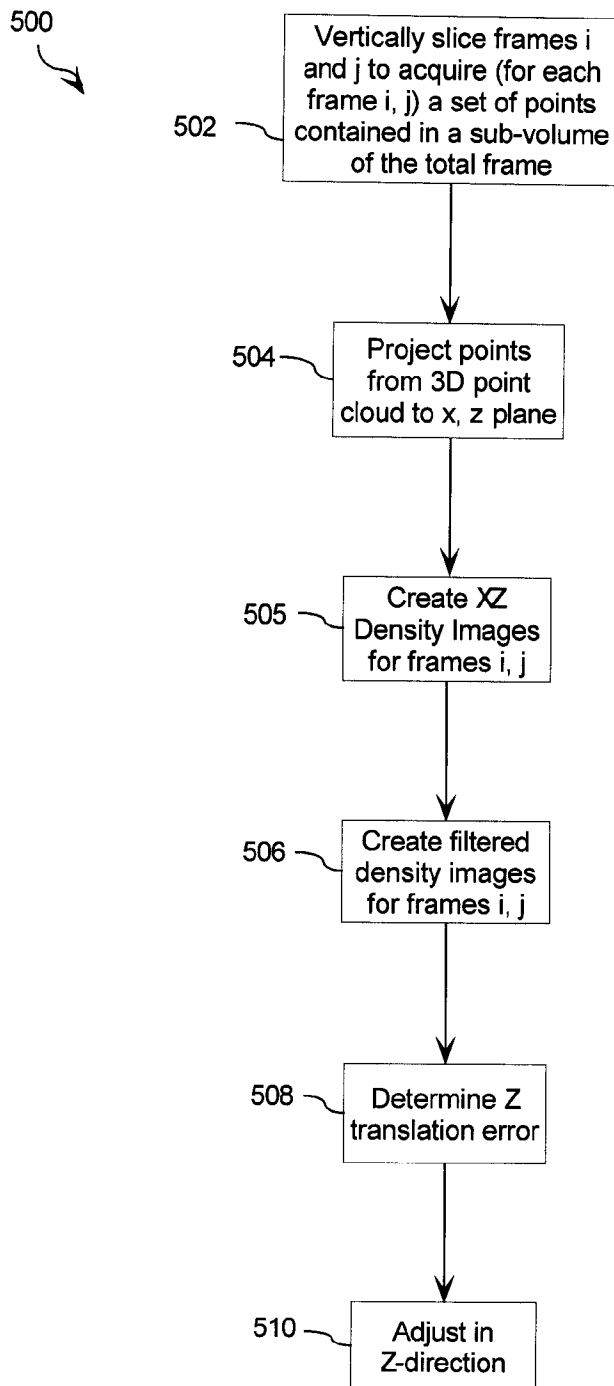 500
502
Vertically slice frames i
and j to acquire (for each
frame i, j) a set of points
contained in a sub-volume
of the total frame
504
Project points
from 3D point
cloud to x, z plane
505
Create XZ
Density Images
for frames i, j
506
Create filtered
density images
for frames i, j
508
Determine Z
translation error
510
Adjust in
Z-direction